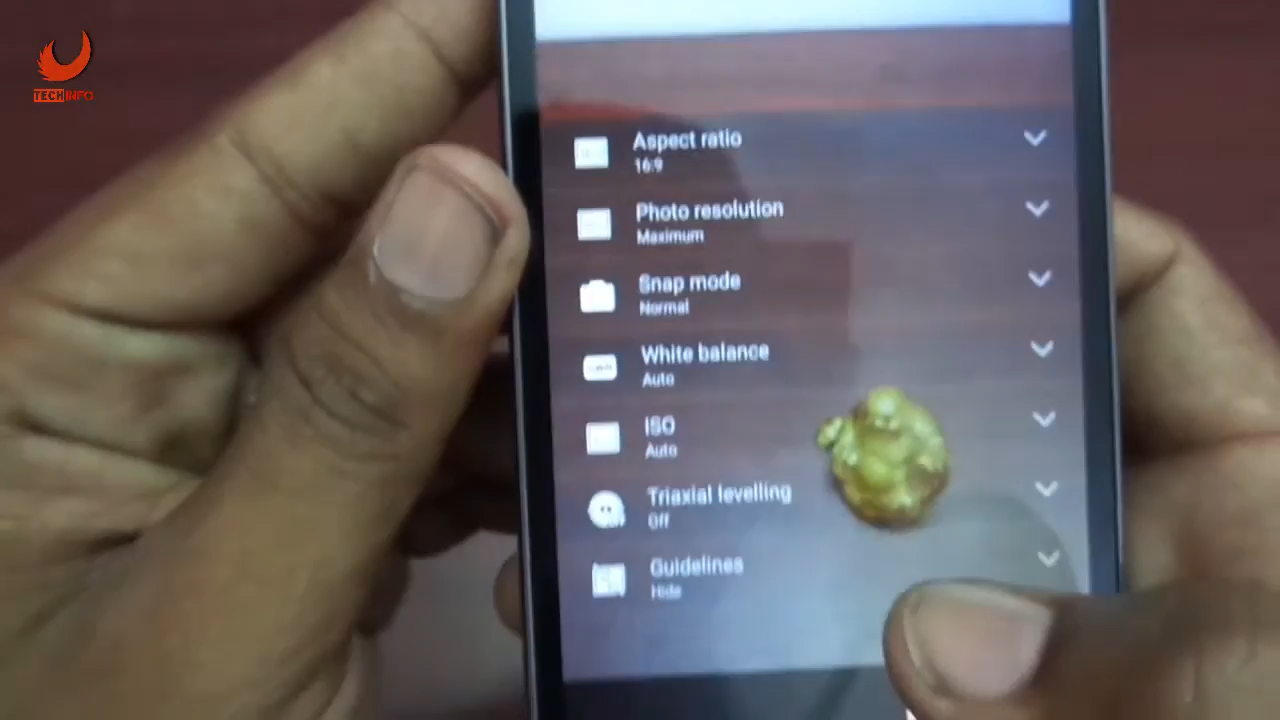 TECHINFO
Aspect ratio
16:9
Photo resolution
Maximum
Snap mode
Normal
White balance
Auto
ISO
Auto
Triaxial levelling
Off
Guidelines
Hide